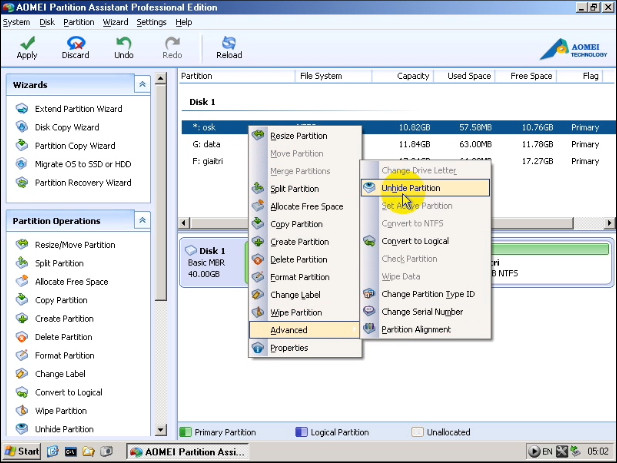 AOMEI Partition Assistant Professional Edition
System Disk Partition Wizard Settings Help
Apply Discard Undo Redo Reload
AOMEI
TECHNOLOGY
Wizards
Extend Partition Wizard
Disk Copy Wizard
Partition Copy Wizard
Migrate OS to SSD or HDD
Partition Recovery Wizard
Partition Operations
Resize/Move Partition
Split Partition
Allocate Free Space
Copy Partition
Create Partition
Delete Partition
Format Partition
Change Label
Convert to Logical
Wipe Partition
Unhide Partition
Partition File System Capacity Used Space Free Space Flag
Disk 1
*: osk 10.82GB 57.58MB 10.76GB Primary
G: data 11.84GB 63.00MB 11.78GB Primary
F: giaitri 17.27GB Primary
Resize Partition
Move Partition
Merge Partitions
Split Partition
Allocate Free Space
Copy Partition
Create Partition
Delete Partition
Format Partition
Change Label
Wipe Partition
Advanced
Properties
Change Drive Letter
Unhide Partition
Set Active Partition
Convert to NTFS
Convert to Logical
Check Partition
Wipe Data
Change Partition Type ID
Change Serial Number
Partition Alignment
Disk 1
Basic MBR
40.00GB
tri
B NTFS
Primary Partition Logical Partition Unallocated
Start AOMEI Partition Assi... EN 05:02